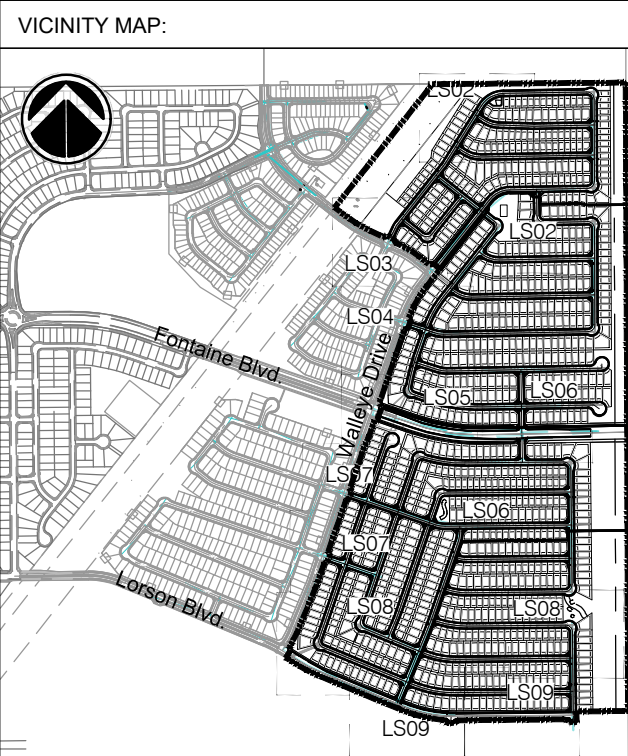 VICINITY MAP:
LS02
LS02
LS03
LS04
Fontaine Blvd.
Walleye Drive
LS05
LS06
LS07
LS06
LS07
LS08
LS08
Lorson Blvd.
LS09
LS09